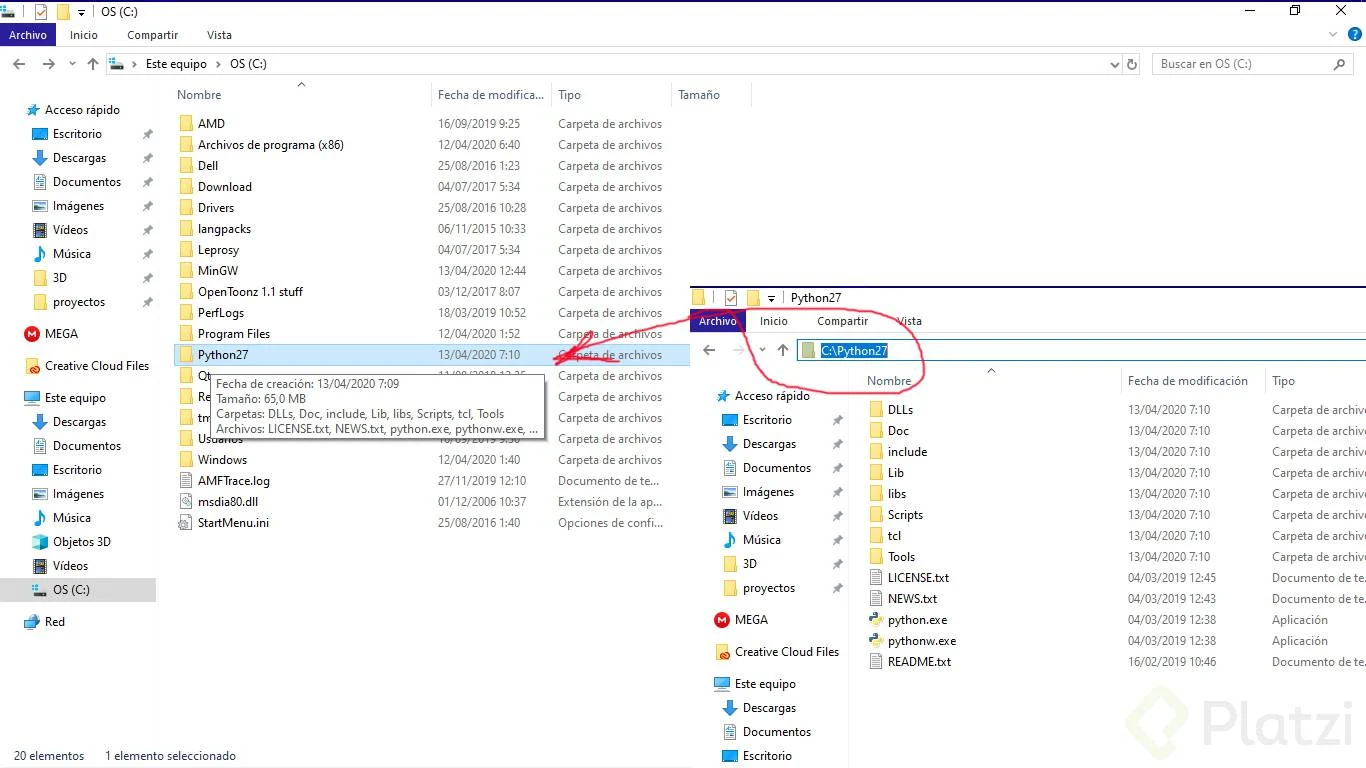 OS (C:)
Archivo Inicio Compartir Vista
Este equipo > OS (C:) Buscar en OS (C:)
Nombre Fecha de modifica... Tipo Tamaño
Acceso rápido
Escritorio
Descargas
Documentos
Imágenes
Vídeos
Música
3D
proyectos
MEGA
Creative Cloud Files
Este equipo
Descargas
Documentos
Escritorio
Imágenes
Música
Objetos 3D
Vídeos
OS (C:)
Red
AMD 16/09/2019 9:25 Carpeta de archivos
Archivos de programa (x86) 12/04/2020 6:40 Carpeta de archivos
Dell 25/08/2016 1:23 Carpeta de archivos
Download 04/07/2017 5:34 Carpeta de archivos
Drivers 25/08/2016 10:28 Carpeta de archivos
langpacks 06/11/2015 10:33 Carpeta de archivos
Leprosy 04/07/2017 5:34 Carpeta de archivos
MinGW 13/04/2020 12:44 Carpeta de archivos
OpenToonz 1.1 stuff 03/12/2017 8:07 Carpeta de archivos
PerfLogs 18/03/2019 10:52 Carpeta de archivos
Program Files 12/04/2020 1:52 Carpeta de archivos
Python27 13/04/2020 7:10 Carpeta de archivos
Carpeta de archivos
Fecha de creación: 13/04/2020 7:09
Tamaño: 65,0 MB
Carpetas: DLLs, Doc, include, Lib, libs, Scripts, tcl, Tools
Archivos: LICENSE.txt, NEWS.txt, python.exe, pythonw.exe, ...
Carpeta de archivos
Carpeta de archivos
Usuarios Carpeta de archivos
Windows 12/04/2020 1:40 Carpeta de archivos
AMFTrace.log 27/11/2019 12:10 Documento de te...
msdia80.dll 01/12/2006 10:37 Extensión de la ap...
StartMenu.ini 25/08/2016 1:40 Opciones de confi...
20 elementos 1 elemento seleccionado
Python27
Archivo Inicio Compartir Vista
C:\Python27
Nombre Fecha de modificación Tipo
Acceso rápido
Escritorio
Descargas
Documentos
Imágenes
Vídeos
Música
3D
proyectos
MEGA
Creative Cloud Files
Este equipo
Descargas
Documentos
Escritorio
DLLs 13/04/2020 7:10 Carpeta de archivo
Doc 13/04/2020 7:10 Carpeta de archivo
include 13/04/2020 7:10 Carpeta de archivo
Lib 13/04/2020 7:10 Carpeta de archivo
libs 13/04/2020 7:10 Carpeta de archivo
Scripts 13/04/2020 7:10 Carpeta de archivo
tcl 13/04/2020 7:10 Carpeta de archivo
Tools 13/04/2020 7:10 Carpeta de archivo
LICENSE.txt 04/03/2019 12:45 Documento de te.
NEWS.txt 04/03/2019 12:43 Documento de te.
python.exe 04/03/2019 12:38 Aplicación
pythonw.exe 04/03/2019 12:38 Aplicación
README.txt 16/02/2019 10:46 Documento de te.
Platzi